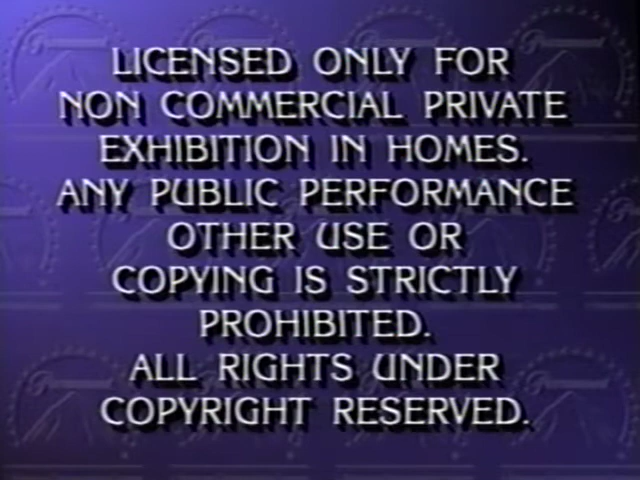 LICENSED ONLY FOR
NON COMMERCIAL PRIVATE
EXHIBITION IN HOMES.
ANY PUBLIC PERFORMANCE
OTHER USE OR
COPYING IS STRICTLY
PROHIBITED.
ALL RIGHTS UNDER
COPYRIGHT RESERVED.